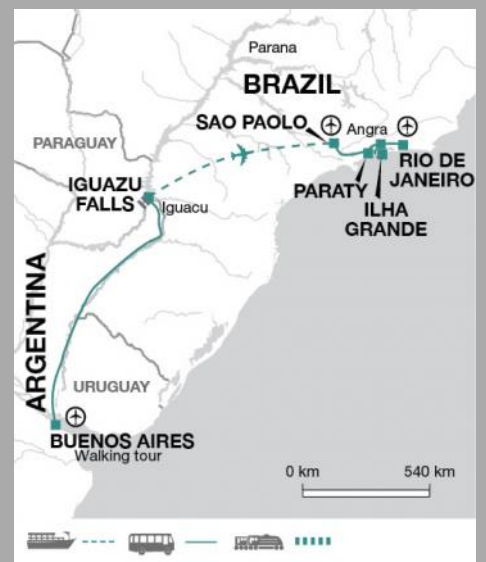 Parana
BRAZIL
SAO PAOLO
Angra
PARAGUAY
RIO DE
JANEIRO
PARATY
ILHA
GRANDE
IGUAZU
FALLS
Iguacu
ARGENTINA
URUGUAY
BUENOS AIRES
Walking tour
0 km
540 km